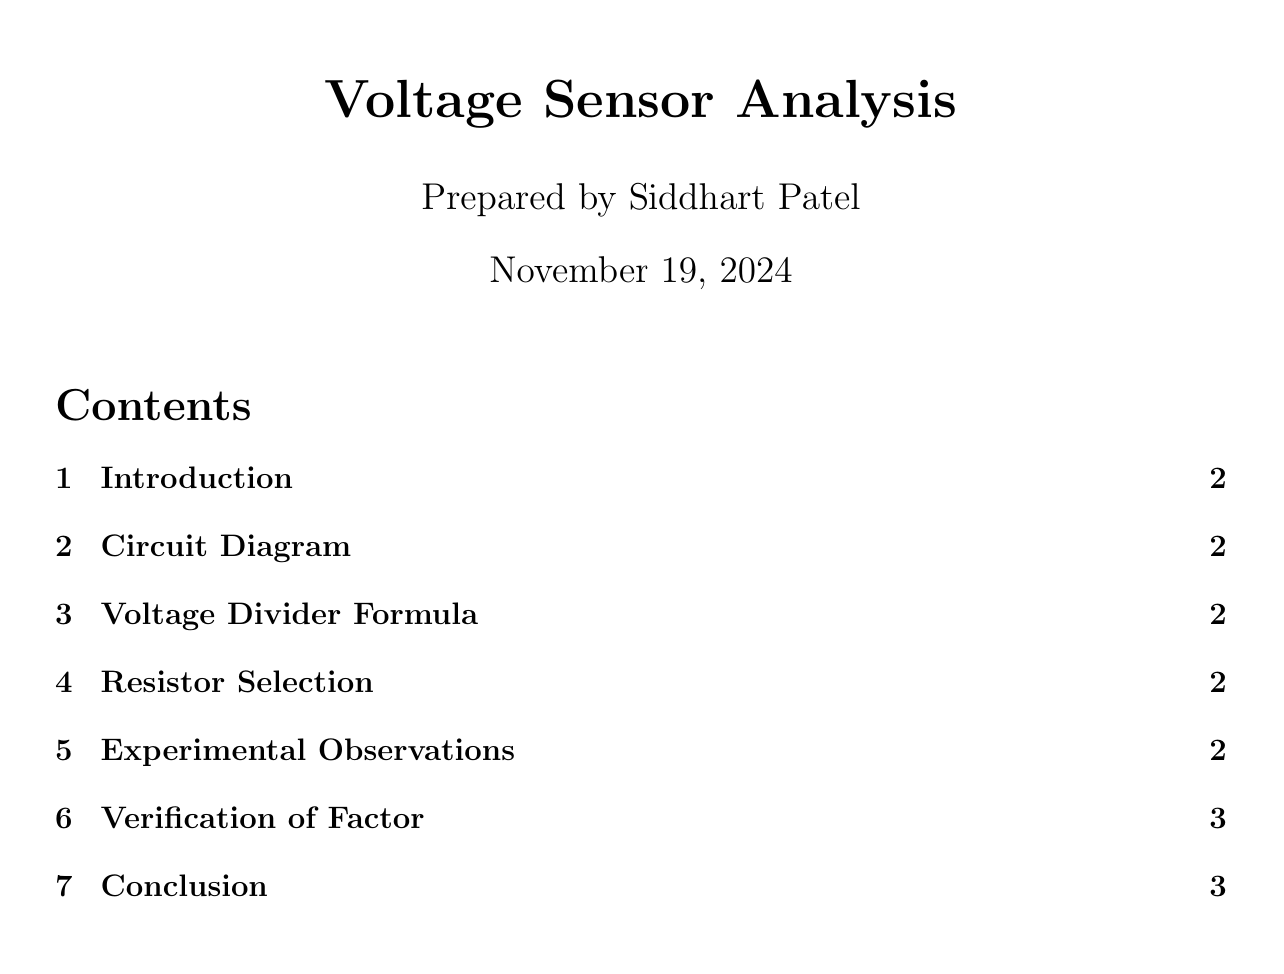 Voltage Sensor Analysis
Prepared by Siddhart Patel
November 19, 2024
Contents
1 Introduction 2
2 Circuit Diagram 2
3 Voltage Divider Formula 2
4 Resistor Selection 2
5 Experimental Observations 2
6 Verification of Factor 3
7 Conclusion 3